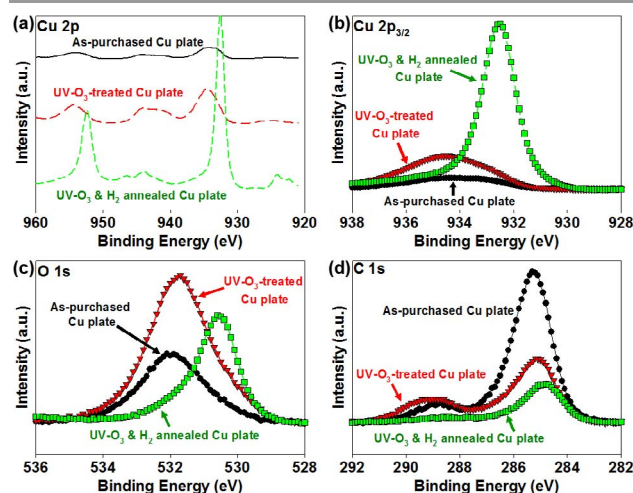 (a) Cu 2p
As-purchased Cu plate
UV-O3-treated Cu plate
UV-O3 & H2 annealed Cu plate
Intensity (a.u.)
960 950 940 930 920
Binding Energy (eV)
(b) Cu 2p3/2
UV-O3 & H2 annealed
Cu plate
UV-O3-treated
Cu plate
As-purchased Cu plate
Intensity (a.u.)
938 936 934 932 930 928
Binding Energy (eV)
(c) O 1s
UV-O3-treated
Cu plate
As-purchased
Cu plate
UV-O3 & H2 annealed Cu plate
Intensity (a.u.)
536 534 532 530 528
Binding Energy (eV)
(d) C 1s
As-purchased Cu plate
UV-O3-treated Cu plate
UV-O3 & H2 annealed Cu plate
Intensity (a.u.)
292 290 288 286 284 282
Binding Energy (eV)